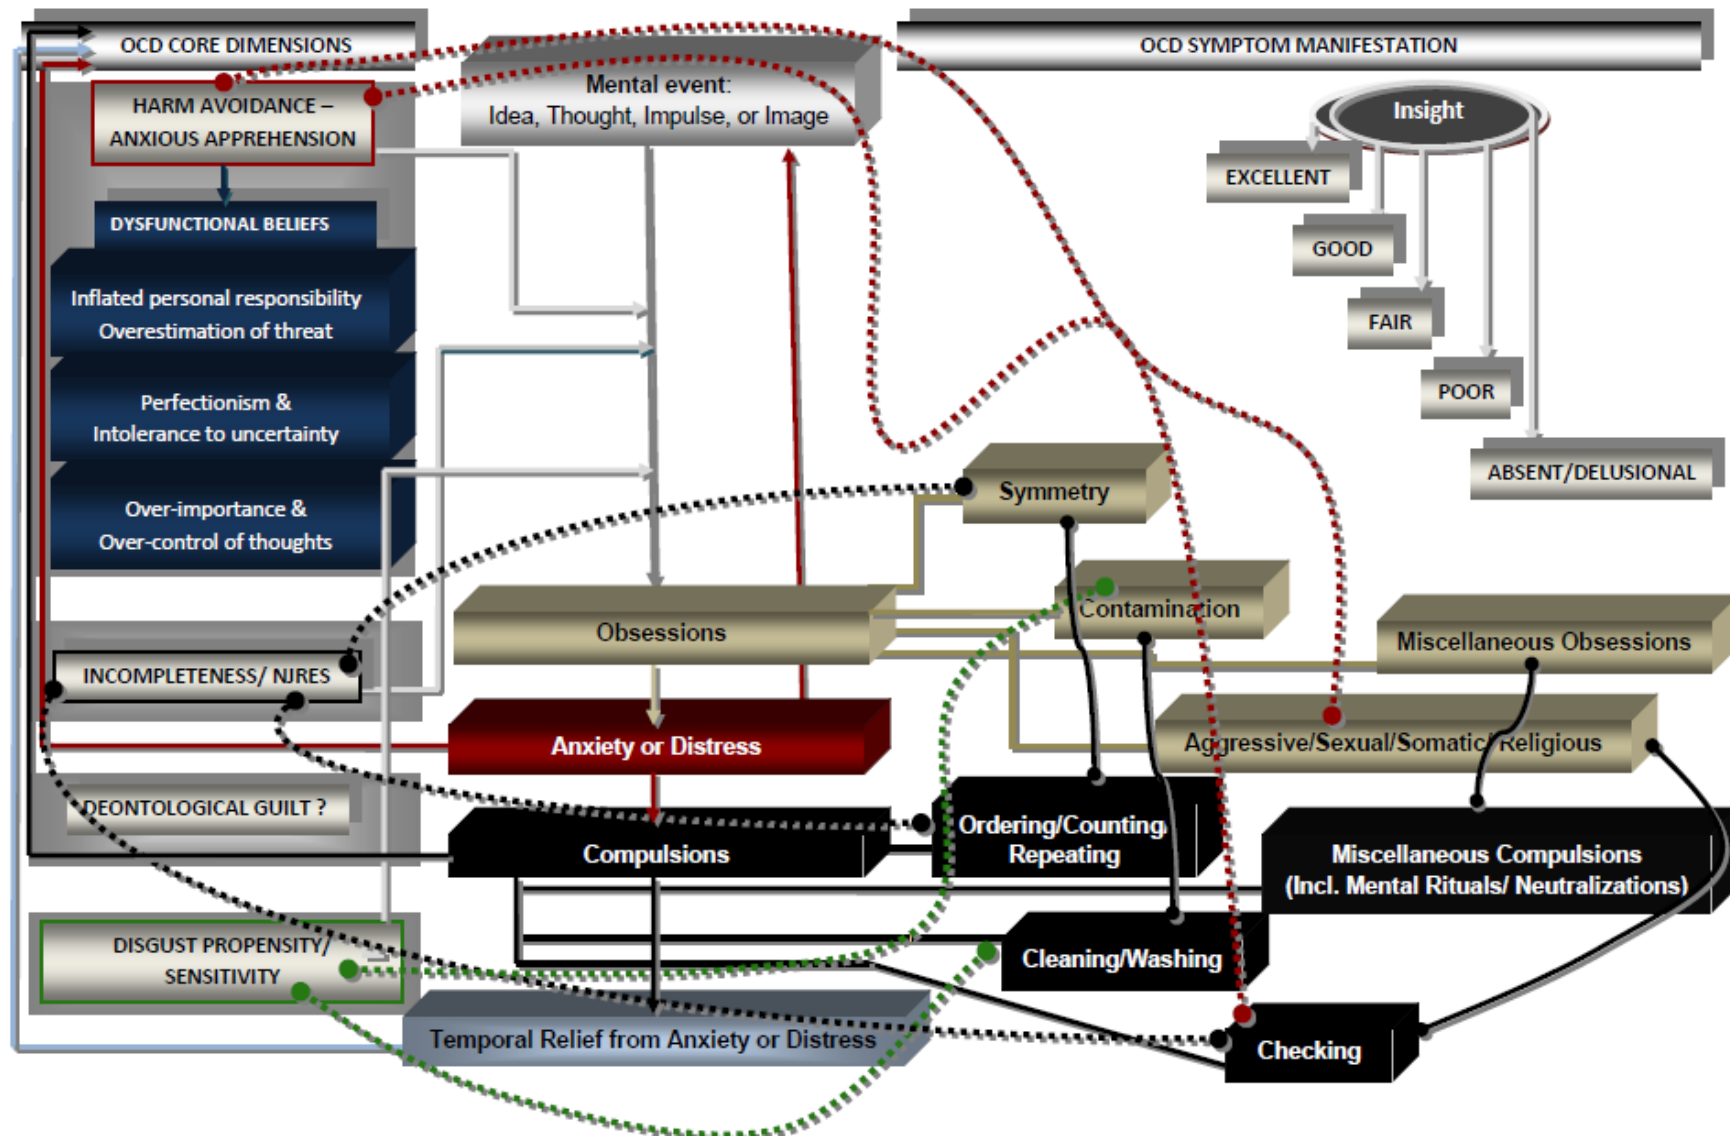 OCD CORE DIMENSIONS
HARM AVOIDANCE –
ANXIOUS APPREHENSION
DYSFUNCTIONAL BELIEFS
Inflated personal responsibility
Overestimation of threat
Perfectionism &
Intolerance to uncertainty
Over-importance &
Over-control of thoughts
INCOMPLETENESS/ NJRES
DEONTOLOGICAL GUILT ?
DISGUST PROPENSITY/
SENSITIVITY
Mental event:
Idea, Thought, Impulse, or Image
Obsessions
Anxiety or Distress
Compulsions
Temporal Relief from Anxiety or Distress
OCD SYMPTOM MANIFESTATION
Insight
EXCELLENT
GOOD
FAIR
POOR
ABSENT/DELUSIONAL
Symmetry
Contamination
Miscellaneous Obsessions
Aggressive/Sexual/Somatic/ Religious
Ordering/Counting/
Repeating
Miscellaneous Compulsions
(Incl. Mental Rituals/ Neutralizations)
Cleaning/Washing
Checking